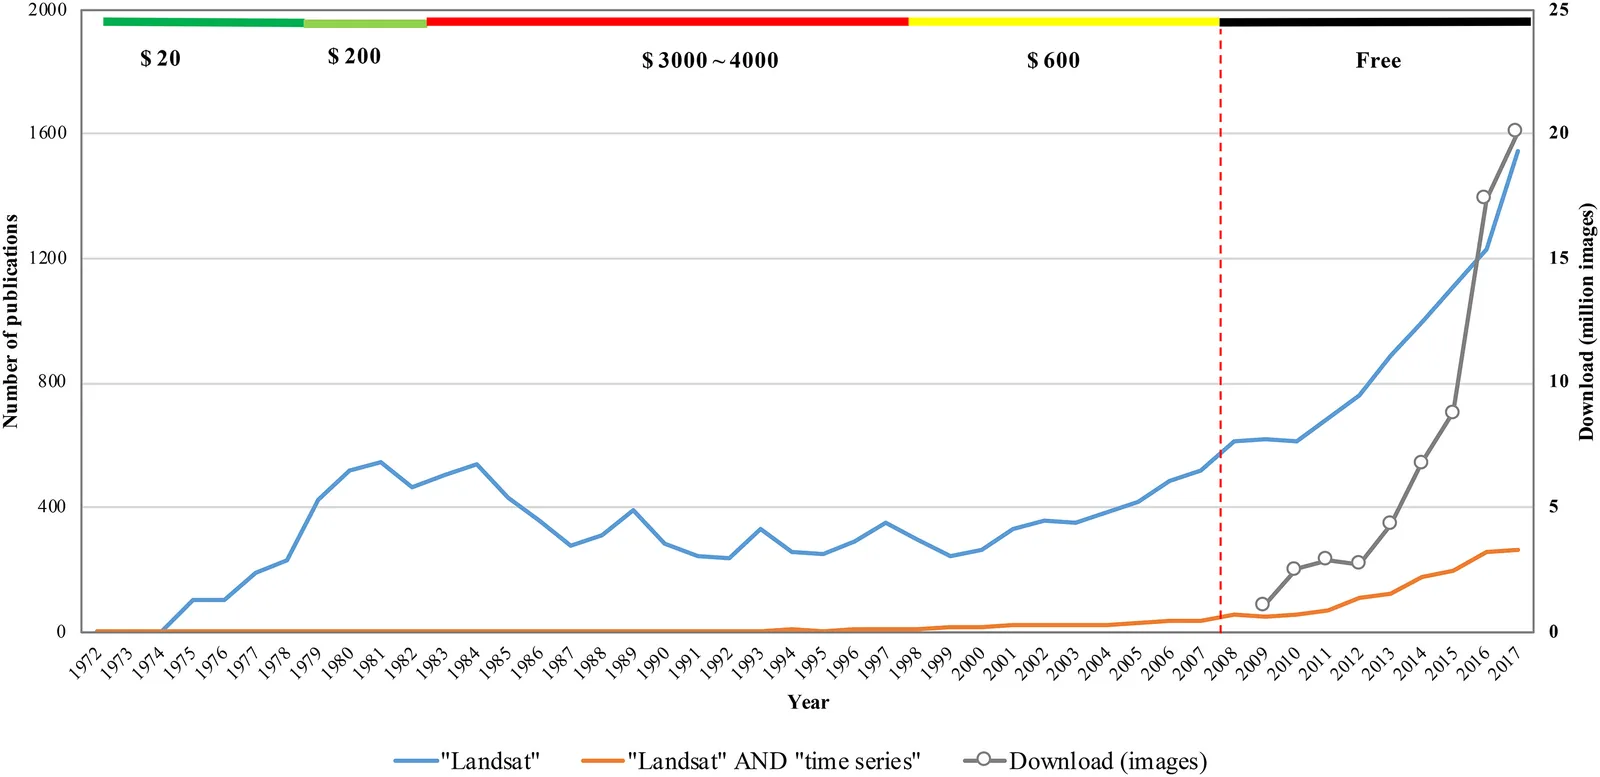 2000
1600
1200
800
400
0
Number of publications
$ 20
$ 200
$ 3000 ~ 4000
$ 600
Free
25
20
15
10
5
0
Download (million images)
1972 1973 1974 1975 1976 1977 1978 1979 1980 1981 1982 1983 1984 1985 1986 1987 1988 1989 1990 1991 1992 1993 1994 1995 1996 1997 1998 1999 2000 2001 2002 2003 2004 2005 2006 2007 2008 2009 2010 2011 2012 2013 2014 2015 2016 2017
Year
"Landsat" "Landsat" AND "time series" Download (images)